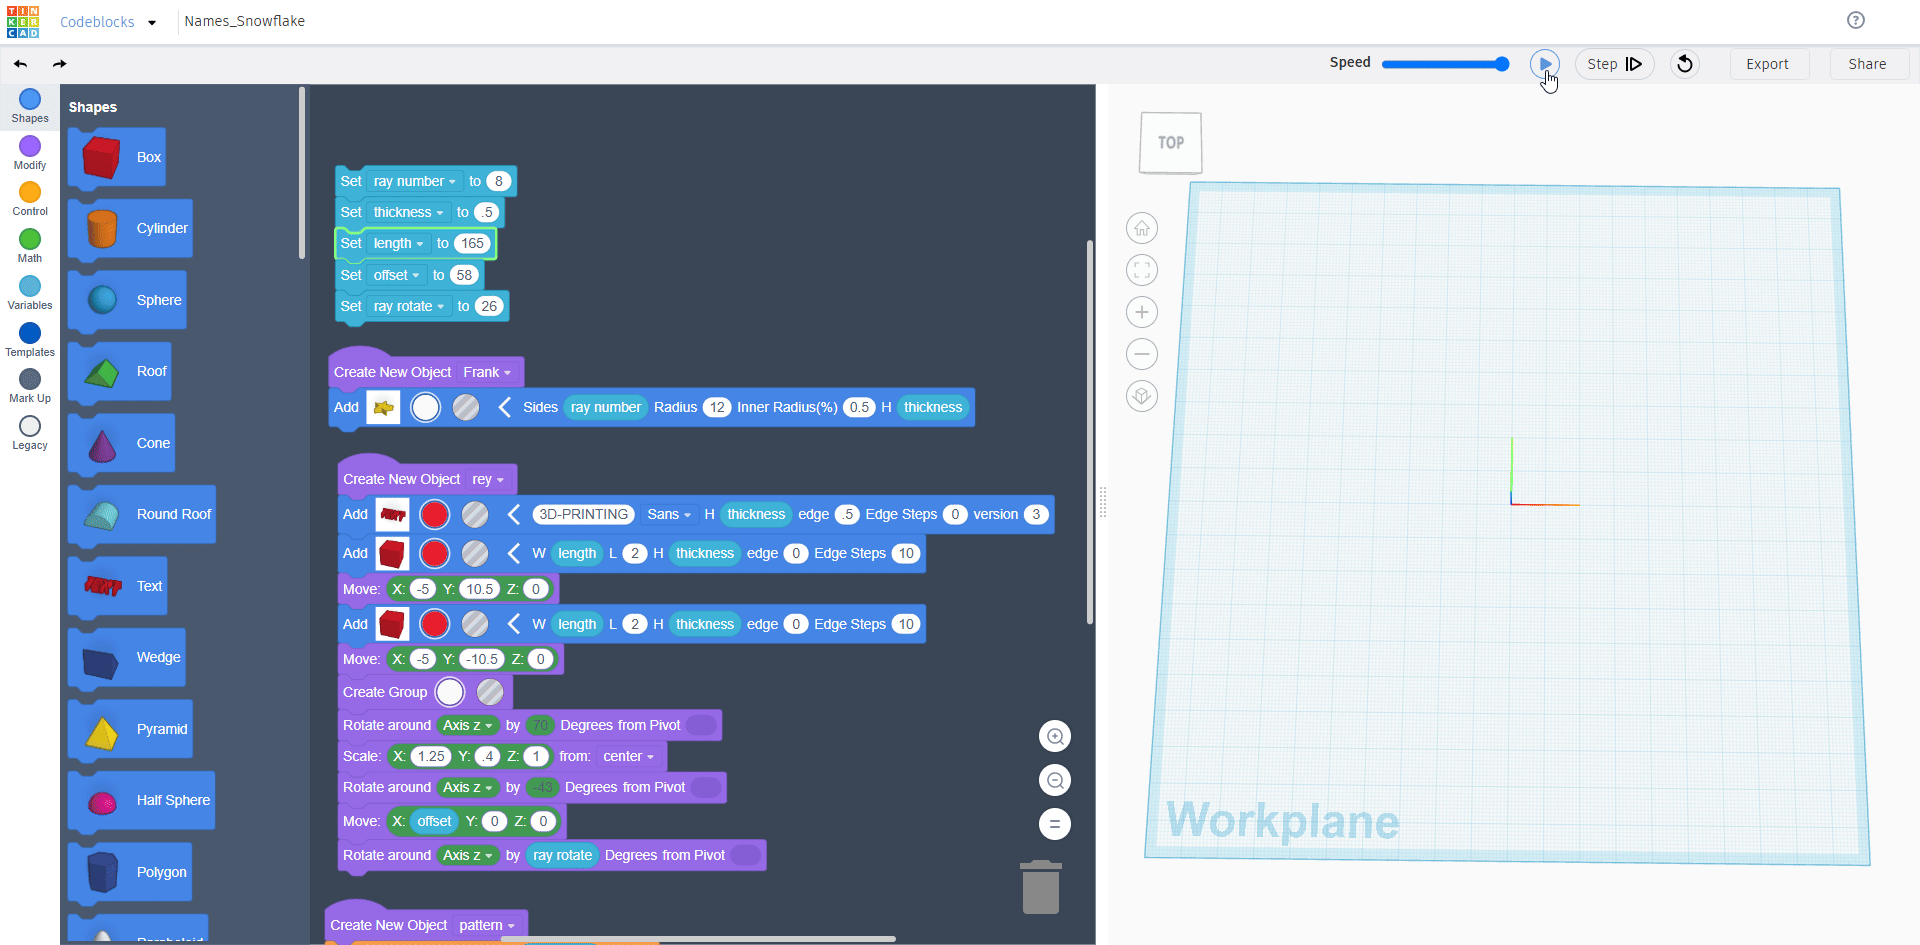 TIN
KER
CAD
Codeblocks
Names_Snowflake
Speed
Step
Export
Share
Shapes
Modify
Control
Math
Variables
Templates
Mark Up
Legacy
Shapes
Box
Cylinder
Sphere
Roof
Cone
Round Roof
Text
Wedge
Pyramid
Half Sphere
Polygon
Paraboloid
Set ray number to 8
Set thickness to .5
Set length to 165
Set offset to 58
Set ray rotate to 26
Create New Object Frank
Add Sides ray number Radius 12 Inner Radius(%) 0.5 H thickness
Create New Object rey
Add 3D-PRINTING Sans H thickness edge .5 Edge Steps 0 version 3
Add W length L 2 H thickness edge 0 Edge Steps 10
Move: X: -5 Y: 10.5 Z: 0
Add W length L 2 H thickness edge 0 Edge Steps 10
Move: X: -5 Y: -10.5 Z: 0
Create Group
Rotate around Axis z by 70 Degrees from Pivot
Scale: X: 1.25 Y: .4 Z: 1 from: center
Rotate around Axis z by -43 Degrees from Pivot
Move: X: offset Y: 0 Z: 0
Rotate around Axis z by ray rotate Degrees from Pivot
Create New Object pattern
TOP
Workplane